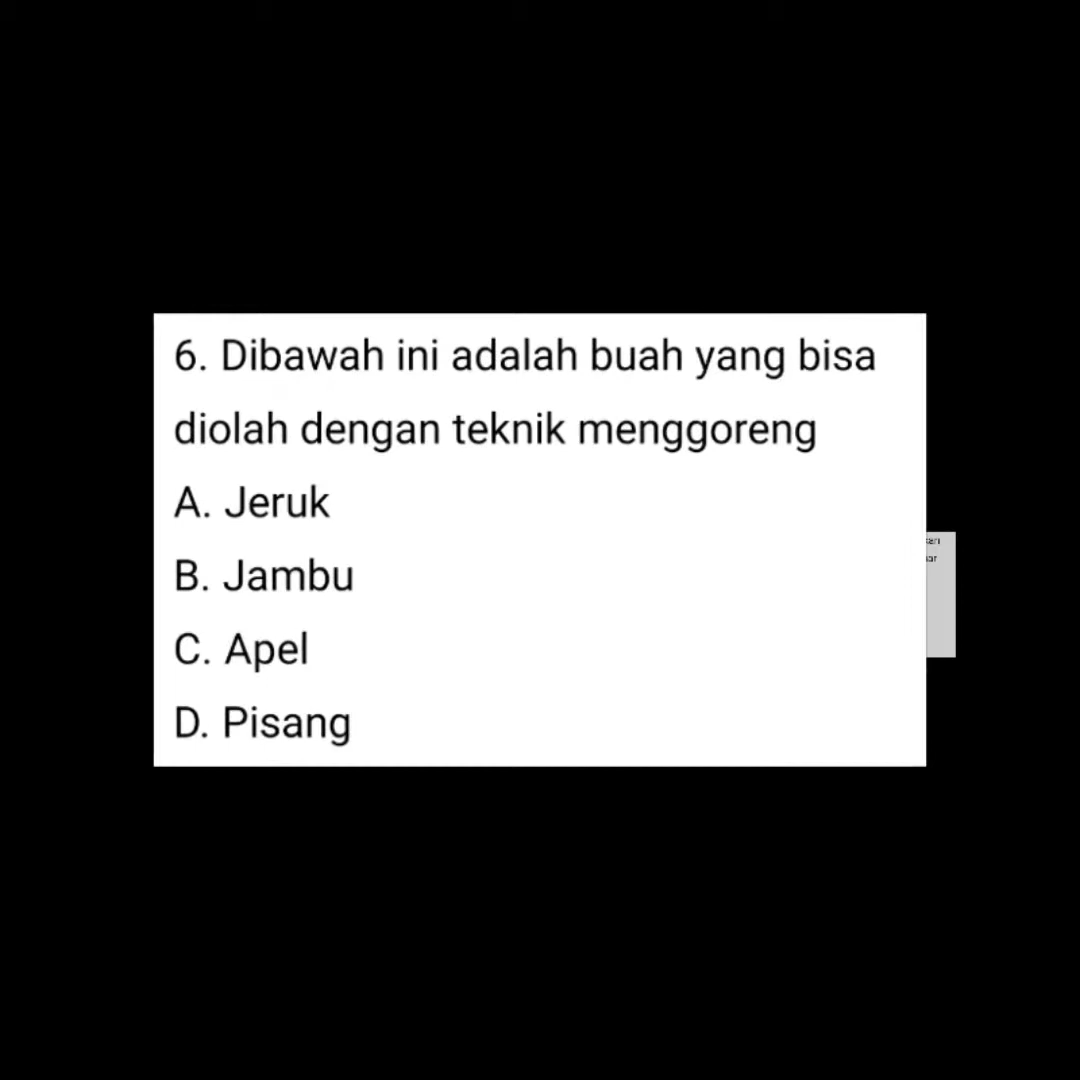 6. Dibawah ini adalah buah yang bisa
diolah dengan teknik menggoreng
A. Jeruk
B. Jambu
C. Apel
D. Pisang